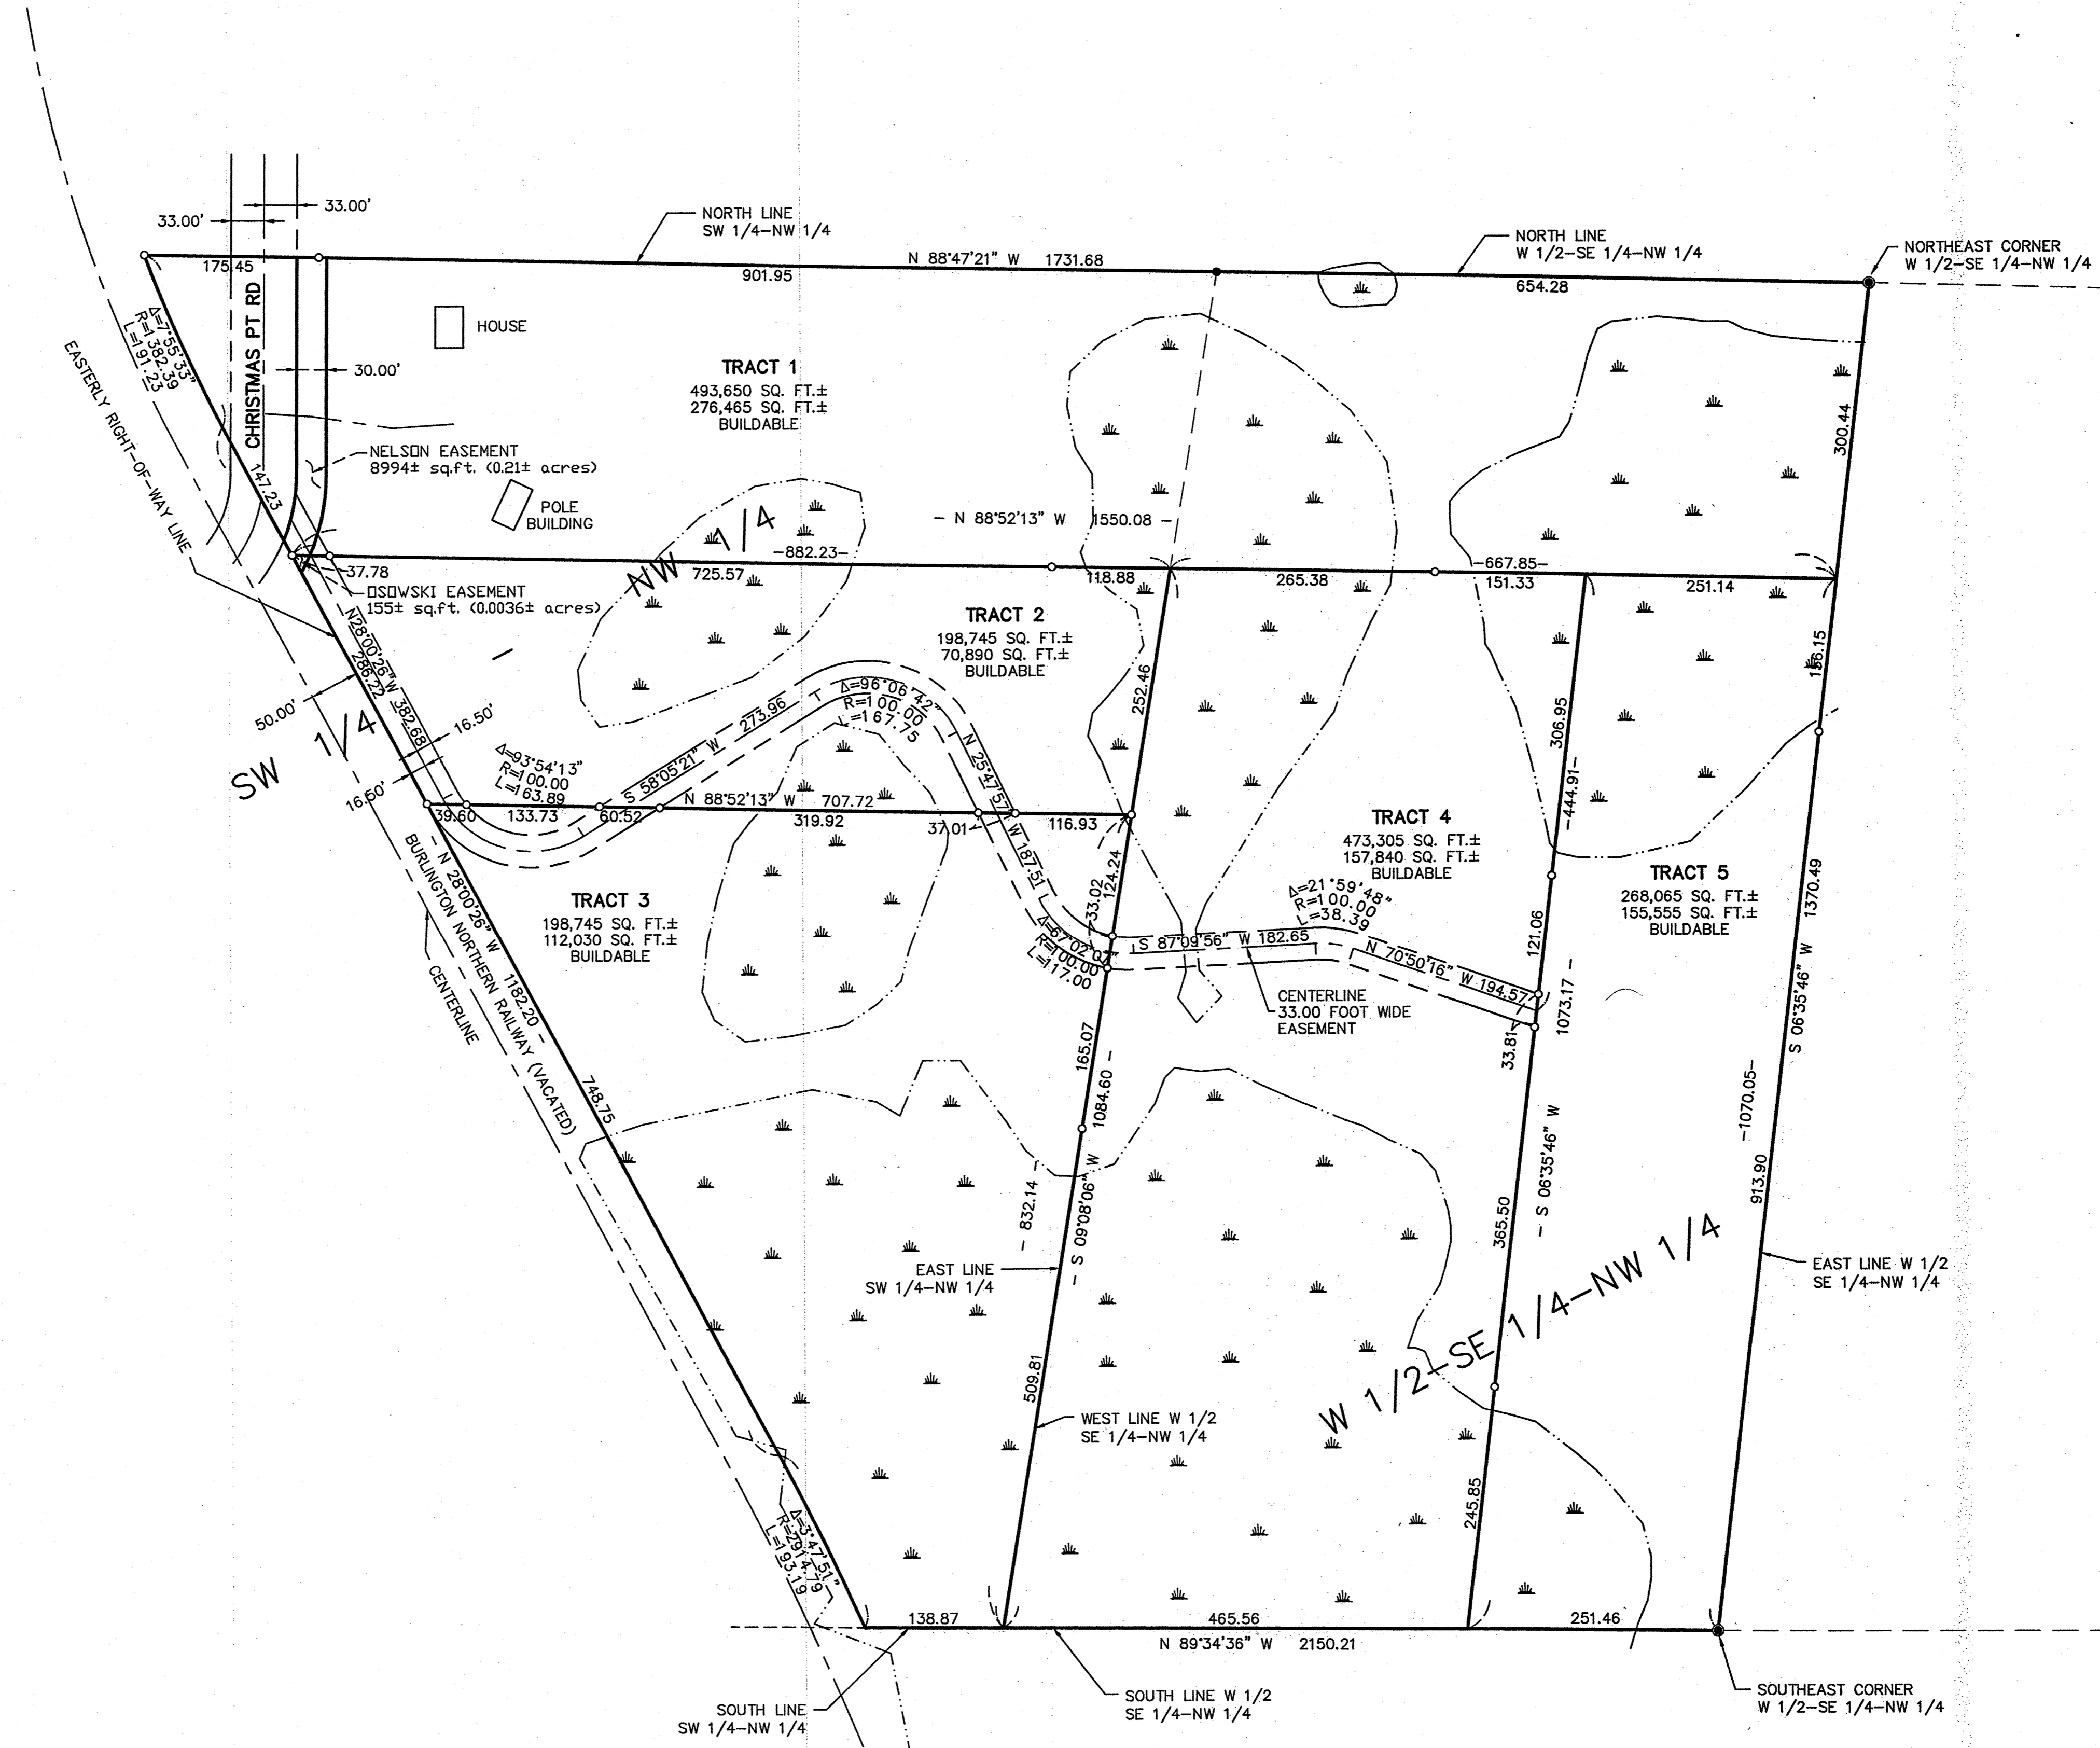 33.00'
33.00'
NORTH LINE
SW 1/4-NW 1/4
NORTH LINE
W 1/2-SE 1/4-NW 1/4
NORTHEAST CORNER
W 1/2-SE 1/4-NW 1/4
175.45
N 88°47'21" W 1731.68
901.95
654.28
Δ=7°55'33"
R=1382.39
L=191.23
EASTERLY RIGHT-OF-WAY LINE
CHRISTMAS PT RD
HOUSE
30.00'
TRACT 1
493,650 SQ. FT.±
276,465 SQ. FT.±
BUILDABLE
300.44
147.23
NELSON EASEMENT
8994± sq.ft. (0.21± acres)
POLE
BUILDING
NW 1/4
- N 88°52'13" W 1550.08 -
-882.23-
725.57
118.88
265.38
-667.85-
151.33
251.14
37.78
OSOWSKI EASEMENT
155± sq.ft. (0.0036± acres)
TRACT 2
198,745 SQ. FT.±
70,890 SQ. FT.±
BUILDABLE
N28°00'26"W 382.68
286.22
50.00'
SW 1/4
16.50'
16.50'
252.46
306.95
-444.91-
156.15
Δ=96°06'42"
R=100.00
L=167.75
S 58°05'21" W 273.96
Δ=93°54'13"
R=100.00
L=163.89
N 88°52'13" W 707.72
39.60
133.73
60.52
319.92
37.01
116.93
N 25°47'57" W 187.51
TRACT 4
473,305 SQ. FT.±
157,840 SQ. FT.±
BUILDABLE
TRACT 5
268,065 SQ. FT.±
155,555 SQ. FT.±
BUILDABLE
TRACT 3
198,745 SQ. FT.±
112,030 SQ. FT.±
BUILDABLE
124.24
33.02
Δ=67°02'07"
R=100.00
L=117.00
S 87°09'56" W 182.65
Δ=21°59'48"
R=100.00
L=38.39
N 70°50'16" W 194.57
CENTERLINE
33.00 FOOT WIDE
EASEMENT
121.06
33.81
1073.17 -
- S 06°35'46" W
S 06°35'46" W 1370.49
- N 28°00'26" W 1182.20 -
BURLINGTON NORTHERN RAILWAY (VACATED)
CENTERLINE
748.75
165.07
1084.60 -
- S 09°08'06" W
- 832.14 -
-1070.05-
913.90
365.50
EAST LINE
SW 1/4-NW 1/4
EAST LINE W 1/2
SE 1/4-NW 1/4
W 1/2-SE 1/4-NW 1/4
509.81
WEST LINE W 1/2
SE 1/4-NW 1/4
245.85
Δ=3°47'51"
R=2914.79
L=193.19
138.87
465.56
251.46
N 89°34'36" W 2150.21
SOUTH LINE
SW 1/4-NW 1/4
SOUTH LINE W 1/2
SE 1/4-NW 1/4
SOUTHEAST CORNER
W 1/2-SE 1/4-NW 1/4